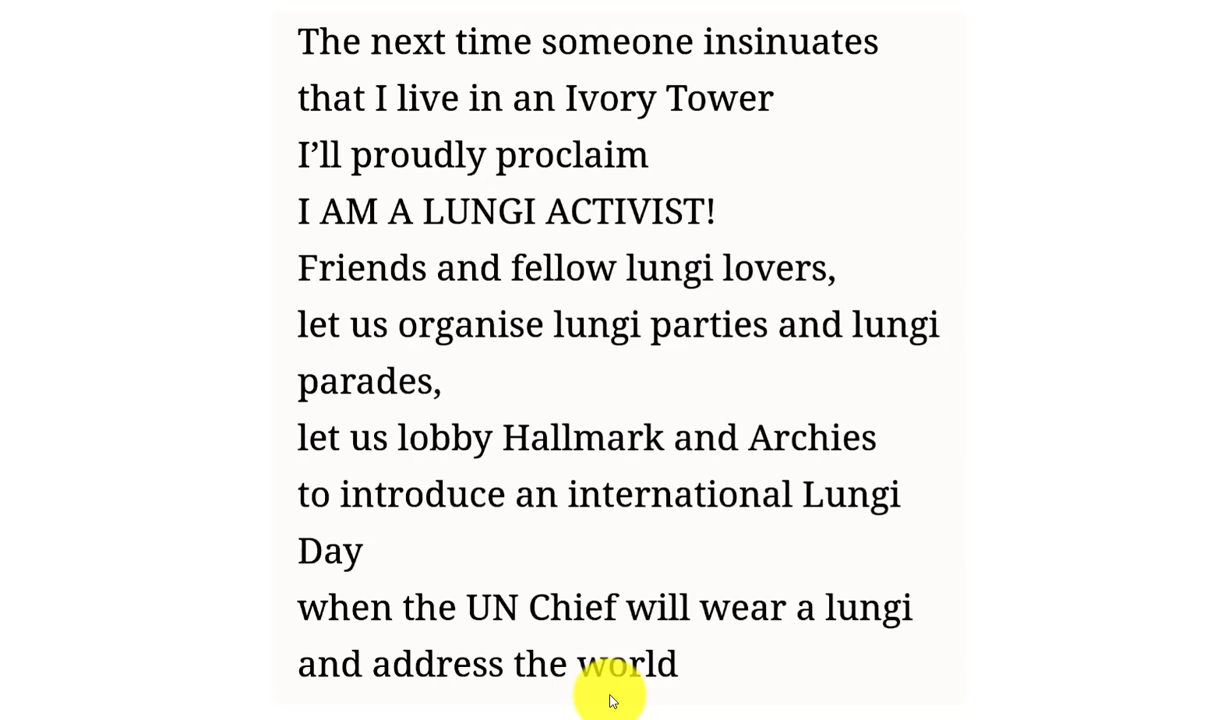 The next time someone insinuates
that I live in an Ivory Tower
I’ll proudly proclaim
I AM A LUNGI ACTIVIST!
Friends and fellow lungi lovers,
let us organise lungi parties and lungi
parades,
let us lobby Hallmark and Archies
to introduce an international Lungi
Day
when the UN Chief will wear a lungi
and address the world